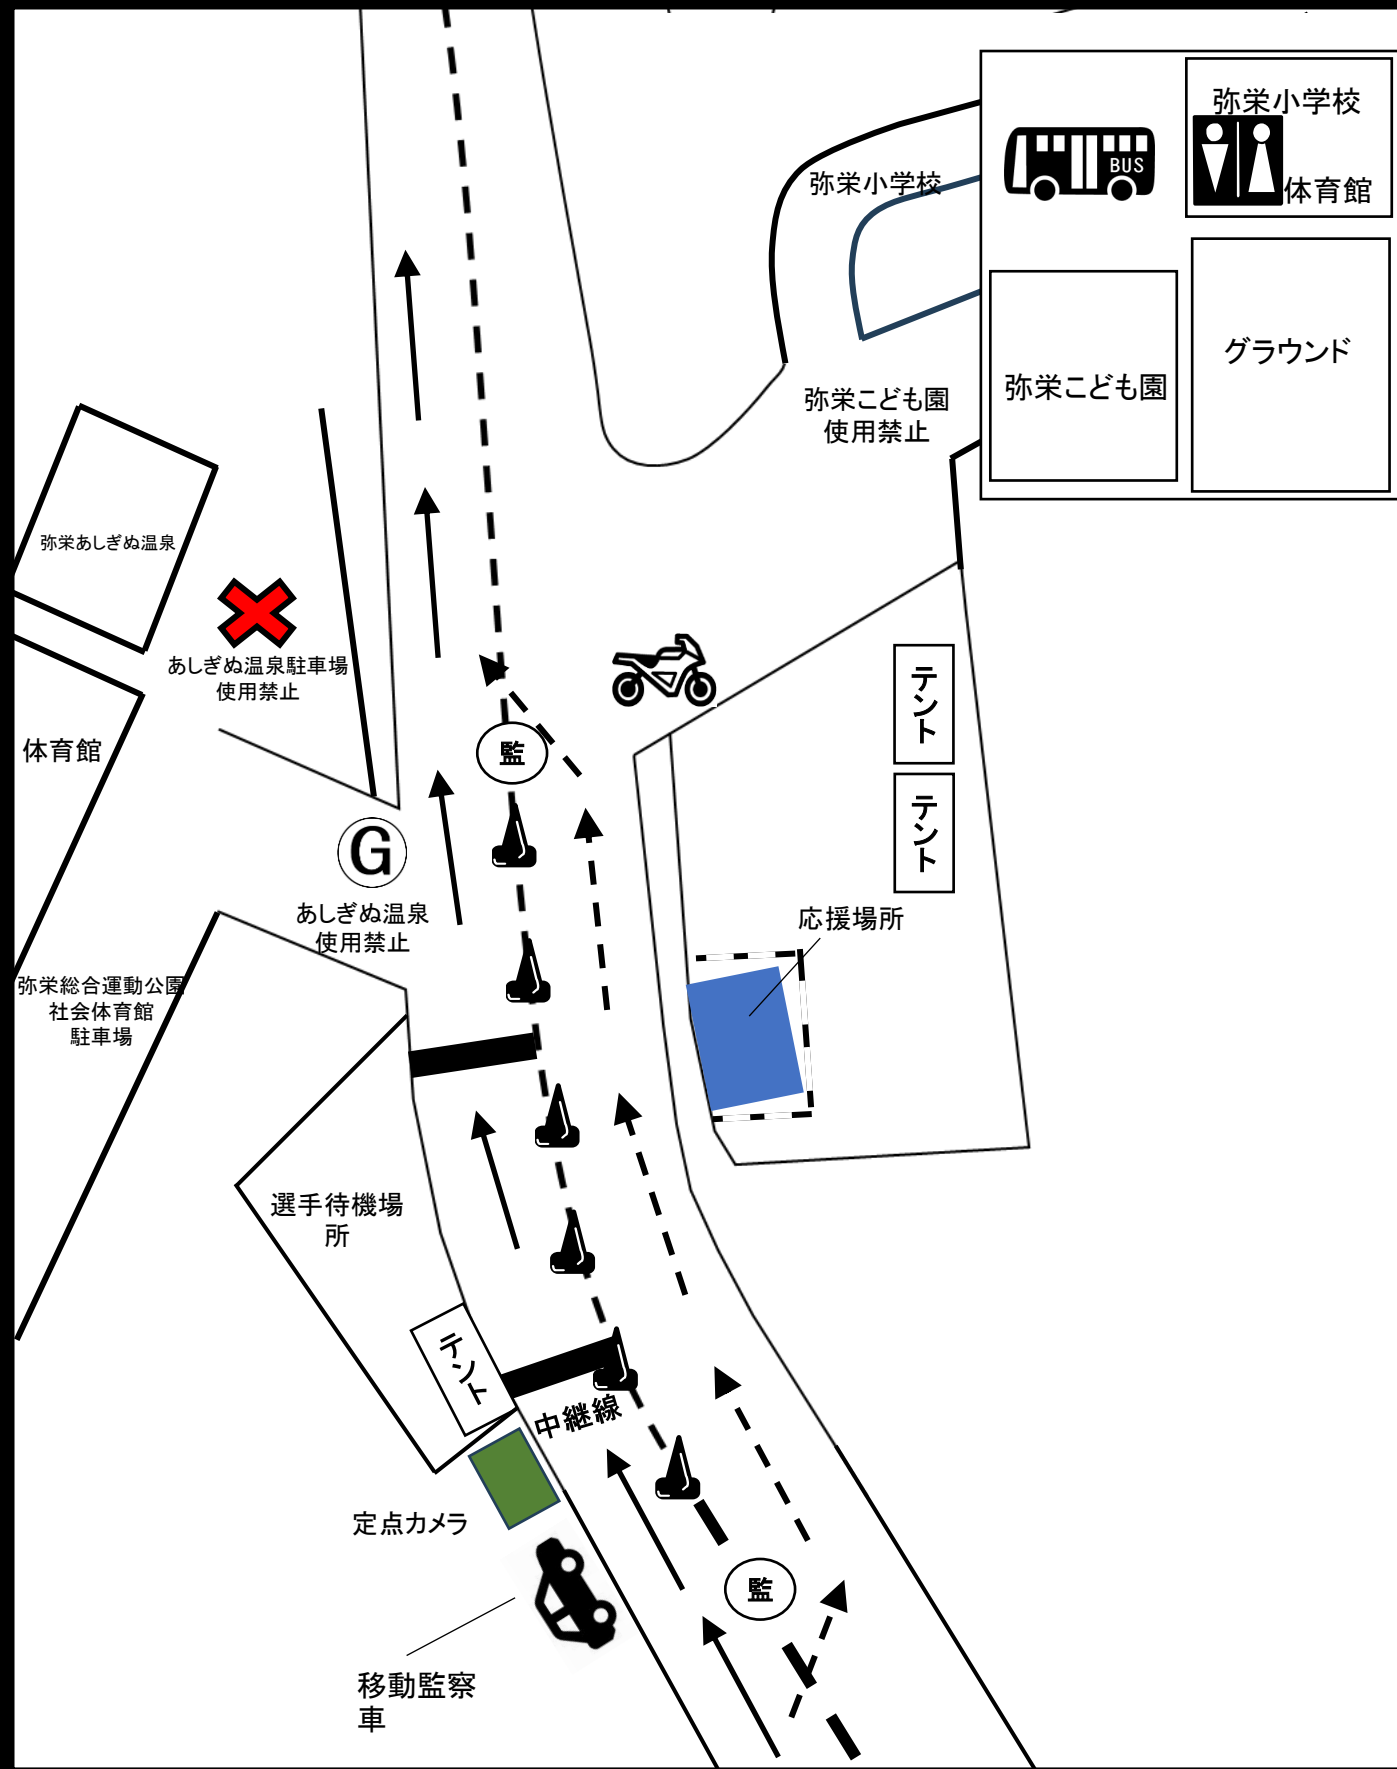 弥栄小学校
BUS
体育館
弥栄小学校
グラウンド
弥栄こども園
弥栄こども園
使用禁止
弥栄あしぎぬ温泉
あしぎぬ温泉駐車場
使用禁止
体育館
監
テント
テント
G
あしぎぬ温泉
使用禁止
応援場所
弥栄総合運動公園
社会体育館
駐車場
選手待機場
所
テント
中継線
定点カメラ
監
移動監察
車